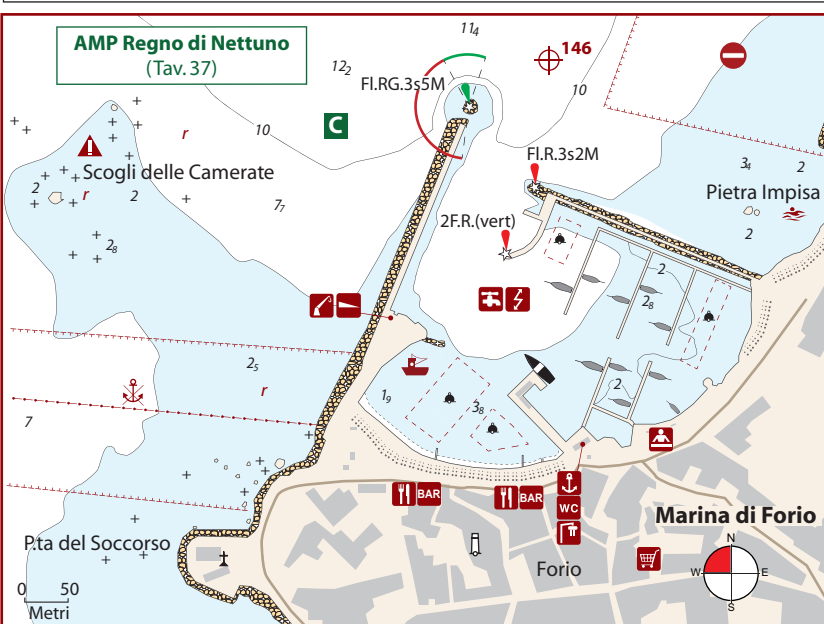 AMP Regno di Nettuno
(Tav. 37)
11₄
12₂
146
Fl.RG.3s5M
10
10
C
r
Fl.R.3s2M
Scogli delle Camerate
3₄
2
2
r
2
Pietra Impisa
7₇
2F.R.(vert)
2
2₈
2
2₈
2₅
r
2
1₉
3₈
7
BAR
BAR
WC
Marina di Forio
P.ta del Soccorso
Forio
N
W
E
S
0 50
Metri